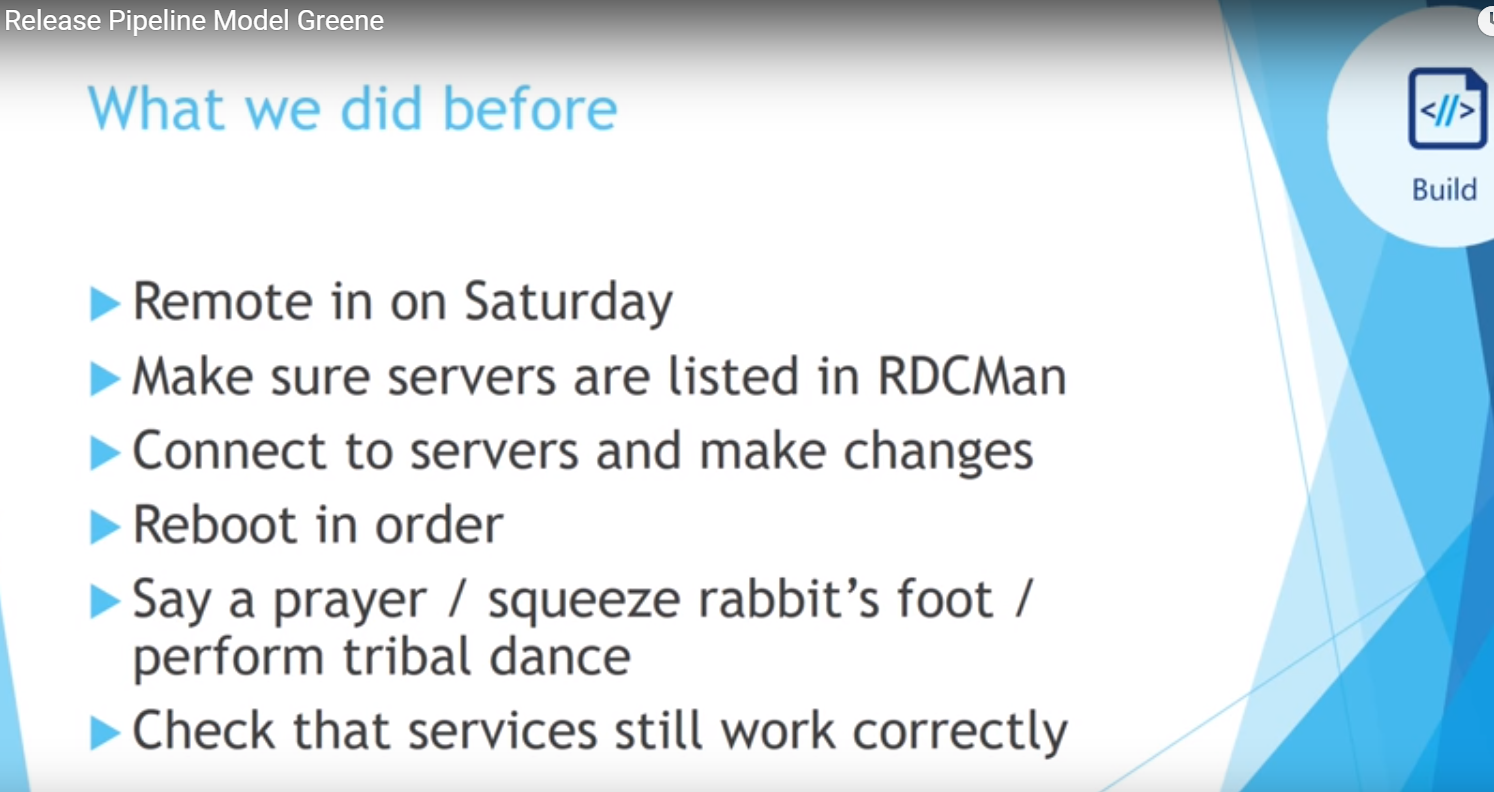 Release Pipeline Model Greene
What we did before
</>
Build
Remote in on Saturday
Make sure servers are listed in RDCMan
Connect to servers and make changes
Reboot in order
Say a prayer / squeeze rabbit’s foot /
perform tribal dance
Check that services still work correctly